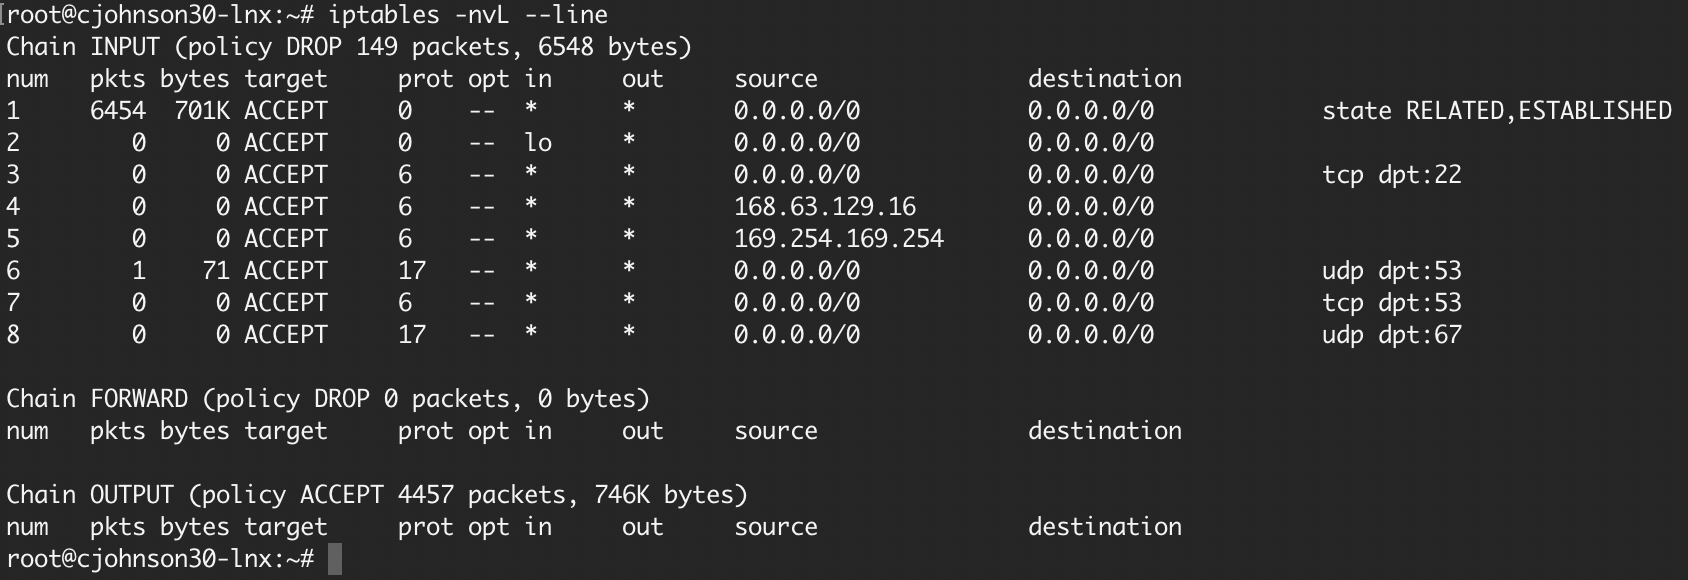 root@cjohnson30-lnx:~# iptables -nvL --line
Chain INPUT (policy DROP 149 packets, 6548 bytes)
num   pkts bytes target     prot opt in     out     source               destination
1     6454  701K ACCEPT     0    --  *      *       0.0.0.0/0            0.0.0.0/0            state RELATED,ESTABLISHED
2        0     0 ACCEPT     0    --  lo     *       0.0.0.0/0            0.0.0.0/0
3        0     0 ACCEPT     6    --  *      *       0.0.0.0/0            0.0.0.0/0            tcp dpt:22
4        0     0 ACCEPT     6    --  *      *       168.63.129.16        0.0.0.0/0
5        0     0 ACCEPT     6    --  *      *       169.254.169.254      0.0.0.0/0
6        1    71 ACCEPT     17   --  *      *       0.0.0.0/0            0.0.0.0/0            udp dpt:53
7        0     0 ACCEPT     6    --  *      *       0.0.0.0/0            0.0.0.0/0            tcp dpt:53
8        0     0 ACCEPT     17   --  *      *       0.0.0.0/0            0.0.0.0/0            udp dpt:67

Chain FORWARD (policy DROP 0 packets, 0 bytes)
num   pkts bytes target     prot opt in     out     source               destination

Chain OUTPUT (policy ACCEPT 4457 packets, 746K bytes)
num   pkts bytes target     prot opt in     out     source               destination
root@cjohnson30-lnx:~#